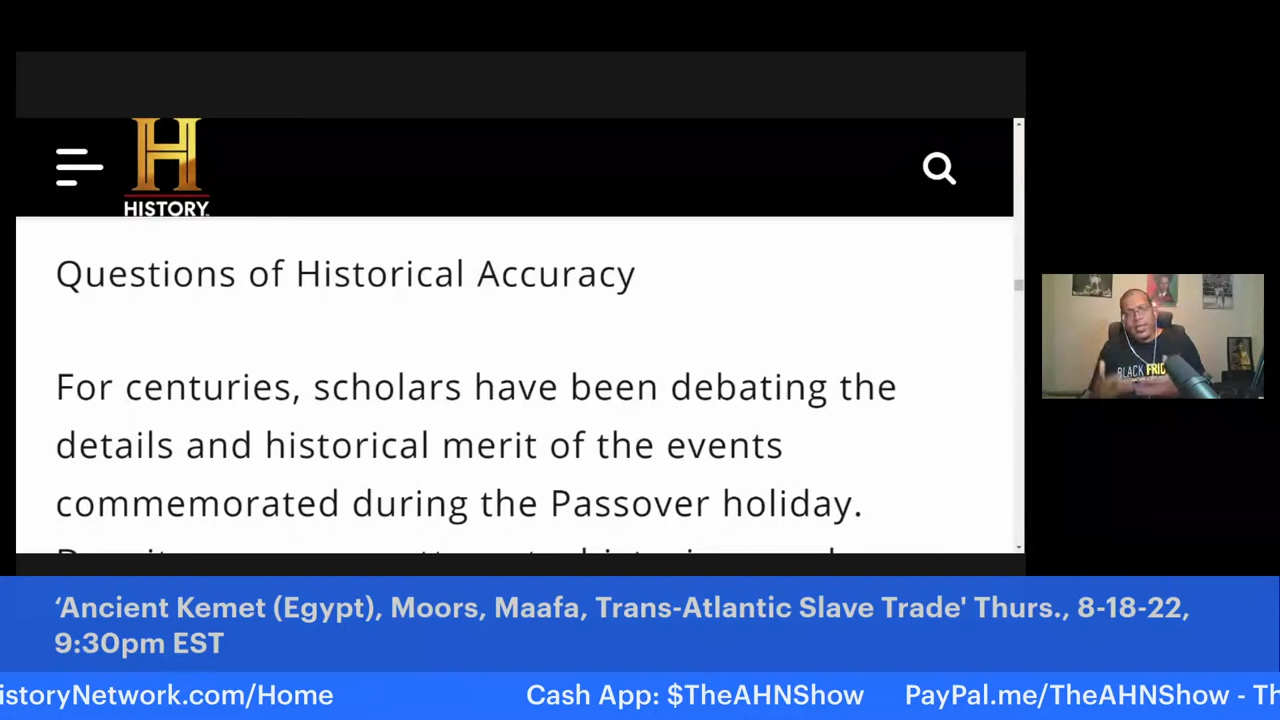 HISTORY
Questions of Historical Accuracy
For centuries, scholars have been debating the
details and historical merit of the events
commemorated during the Passover holiday.
BLACK
‘Ancient Kemet (Egypt), Moors, Maafa, Trans-Atlantic Slave Trade' Thurs., 8-18-22,
9:30pm EST
istoryNetwork.com/Home Cash App: $TheAHNShow PayPal.me/TheAHNShow - Th